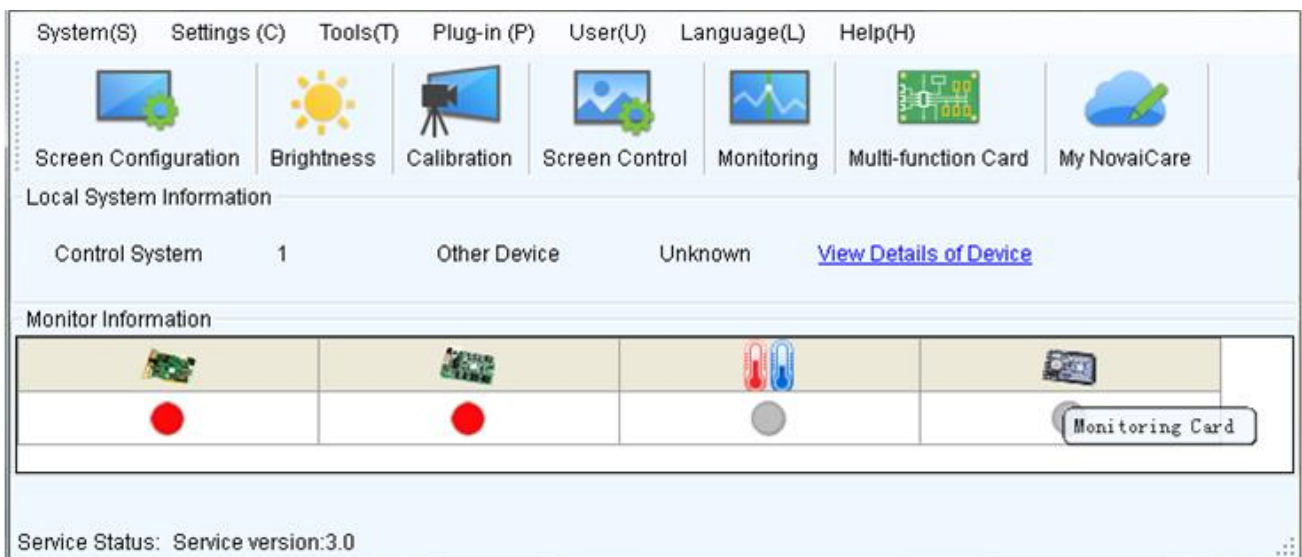 System(S) Settings (C) Tools(T) Plug-in (P) User(U) Language(L) Help(H)
Screen Configuration Brightness Calibration Screen Control Monitoring Multi-function Card My NovaiCare
Local System Information
Control System 1 Other Device Unknown View Details of Device
Monitor Information
Monitoring Card
Service Status: Service version:3.0